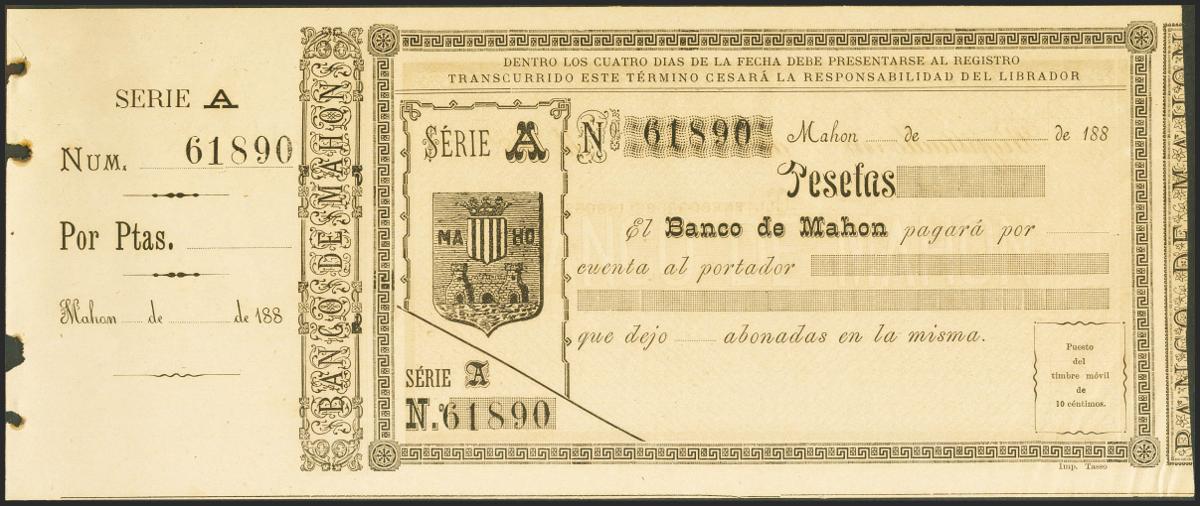 SERIE A
NUM. 61890
Por Ptas.
Mahon de de 188
BANCO DE MAHON
DENTRO LOS CUATRO DIAS DE LA FECHA DEBE PRESENTARSE AL REGISTRO
TRANSCURRIDO ESTE TÉRMINO CESARÁ LA RESPONSABILIDAD DEL LIBRADOR
SÉRIE A
Nº 61890 Mahon de de 188
Pesetas
MA HO
El Banco de Mahon pagará por
cuenta al portador
que dejo abonadas en la misma.
Puesto
del
timbre móvil
de
10 céntimos.
SÉRIE A
N.º 61890
Imp. Tasso